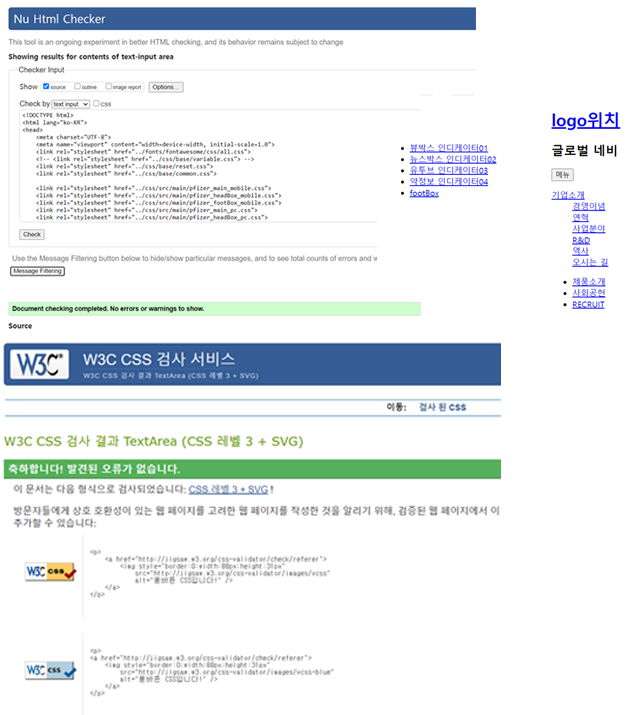 Nu Html Checker
This tool is an ongoing experiment in better HTML checking, and its behavior remains subject to change
Showing results for contents of text-input area
Checker Input
Show source outline image report Options...
Check by text input css
<!DOCTYPE html>
<html lang="ko-KR">
<head>
<meta charset="UTF-8">
<meta name="viewport" content="width=device-width, initial-scale=1.0">
<link rel="stylesheet" href="../fonts/fontawesome/css/all.css">
<!-- <link rel="stylesheet" href="../css/base/variable.css"> -->
<link rel="stylesheet" href="../css/base/reset.css">
<link rel="stylesheet" href="../css/base/common.css">
<link rel="stylesheet" href="../css/src/main/pfizer_main_mobile.css">
<link rel="stylesheet" href="../css/src/main/pfizer_headBox_mobile.css">
<link rel="stylesheet" href="../css/src/main/pfizer_footBox_mobile.css">
<link rel="stylesheet" href="../css/src/main/pfizer_main_pc.css">
<link rel="stylesheet" href="../css/src/main/pfizer_headBox_pc.css">
Check
Use the Message Filtering button below to hide/show particular messages, and to see total counts of errors and w
Message Filtering
Document checking completed. No errors or warnings to show.
Source
뷰박스 인디케이터01
뉴스박스 인디케이터02
유투브 인디케이터03
약정보 인디케이터04
footBox
logo위치
글로벌 네비
메뉴
기업소개
경영이념
연혁
사업분야
R&D
역사
오시는 길
제품소개
사회공헌
RECRUIT
W3C® W3C CSS 검사 서비스
W3C CSS 검사 결과 TextArea (CSS 레벨 3 + SVG)
이동: 검사 된 CSS
W3C CSS 검사 결과 TextArea (CSS 레벨 3 + SVG)
축하합니다! 발견된 오류가 없습니다.
이 문서는 다음 형식으로 검사되었습니다: CSS 레벨 3 + SVG !
방문자들에게 상호 호환성이 있는 웹 페이지를 고려한 웹 페이지를 작성한 것을 알리기 위해, 검증된 웹 페이지에서 이
추가할 수 있습니다:
W3C css
<p>
<a href="http://jigsaw.w3.org/css-validator/check/referer">
<img style="border:0;width:88px;height:31px"
src="http://jigsaw.w3.org/css-validator/images/vcss"
alt="올바른 CSS입니다!" />
</a>
</p>
W3C css
<p>
<a href="http://jigsaw.w3.org/css-validator/check/referer">
<img style="border:0;width:88px;height:31px"
src="http://jigsaw.w3.org/css-validator/images/vcss-blue"
alt="올바른 CSS입니다!" />
</a>
</p>